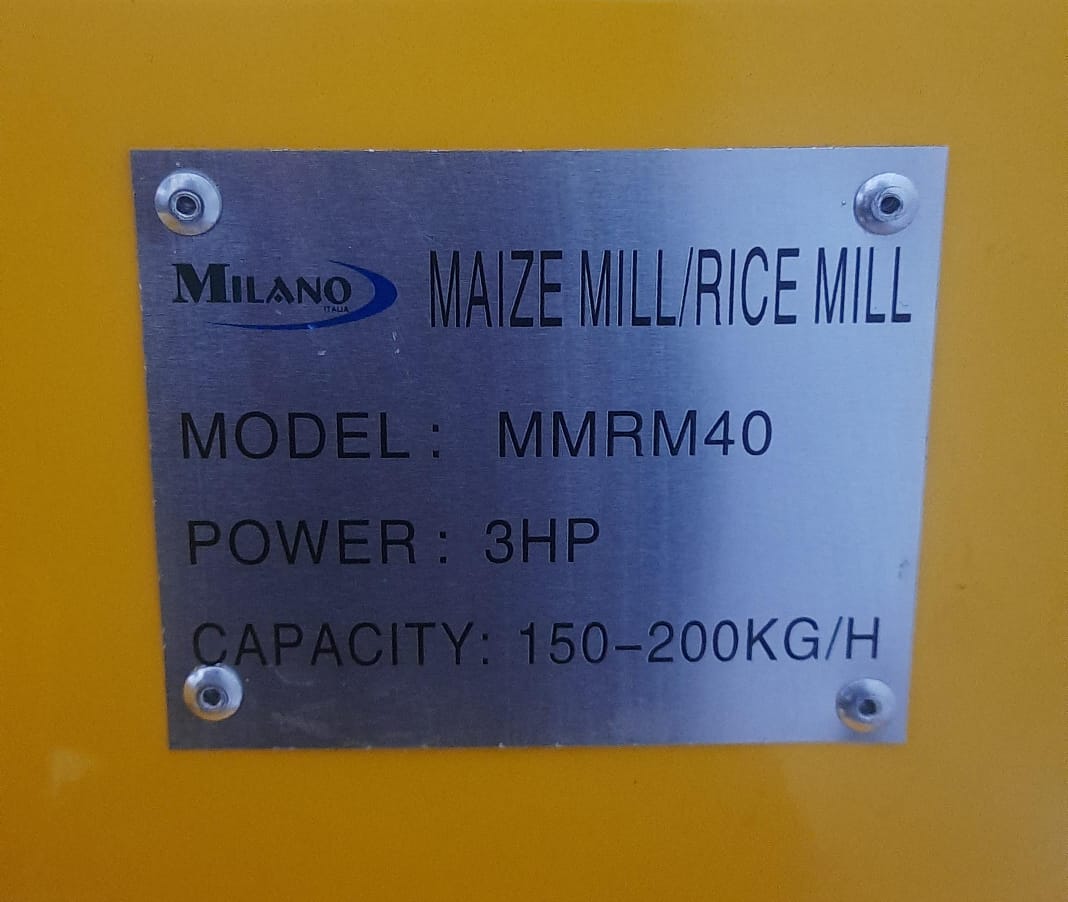 MILANO MAIZE MILL/RICE MILL
ITALIA
MODEL: MMRM40
POWER: 3HP
CAPACITY: 150-200KG/H